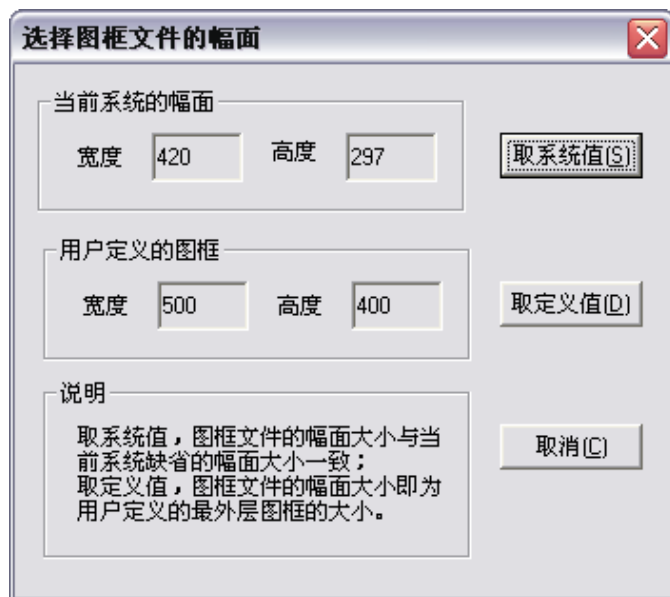 选择图框文件的幅面
当前系统的幅面
宽度 420 高度 297 取系统值(S)
用户定义的图框
宽度 500 高度 400 取定义值(D)
说明
取系统值，图框文件的幅面大小与当
前系统缺省的幅面大小一致；
取定义值，图框文件的幅面大小即为
用户定义的最外层图框的大小。
取消(C)